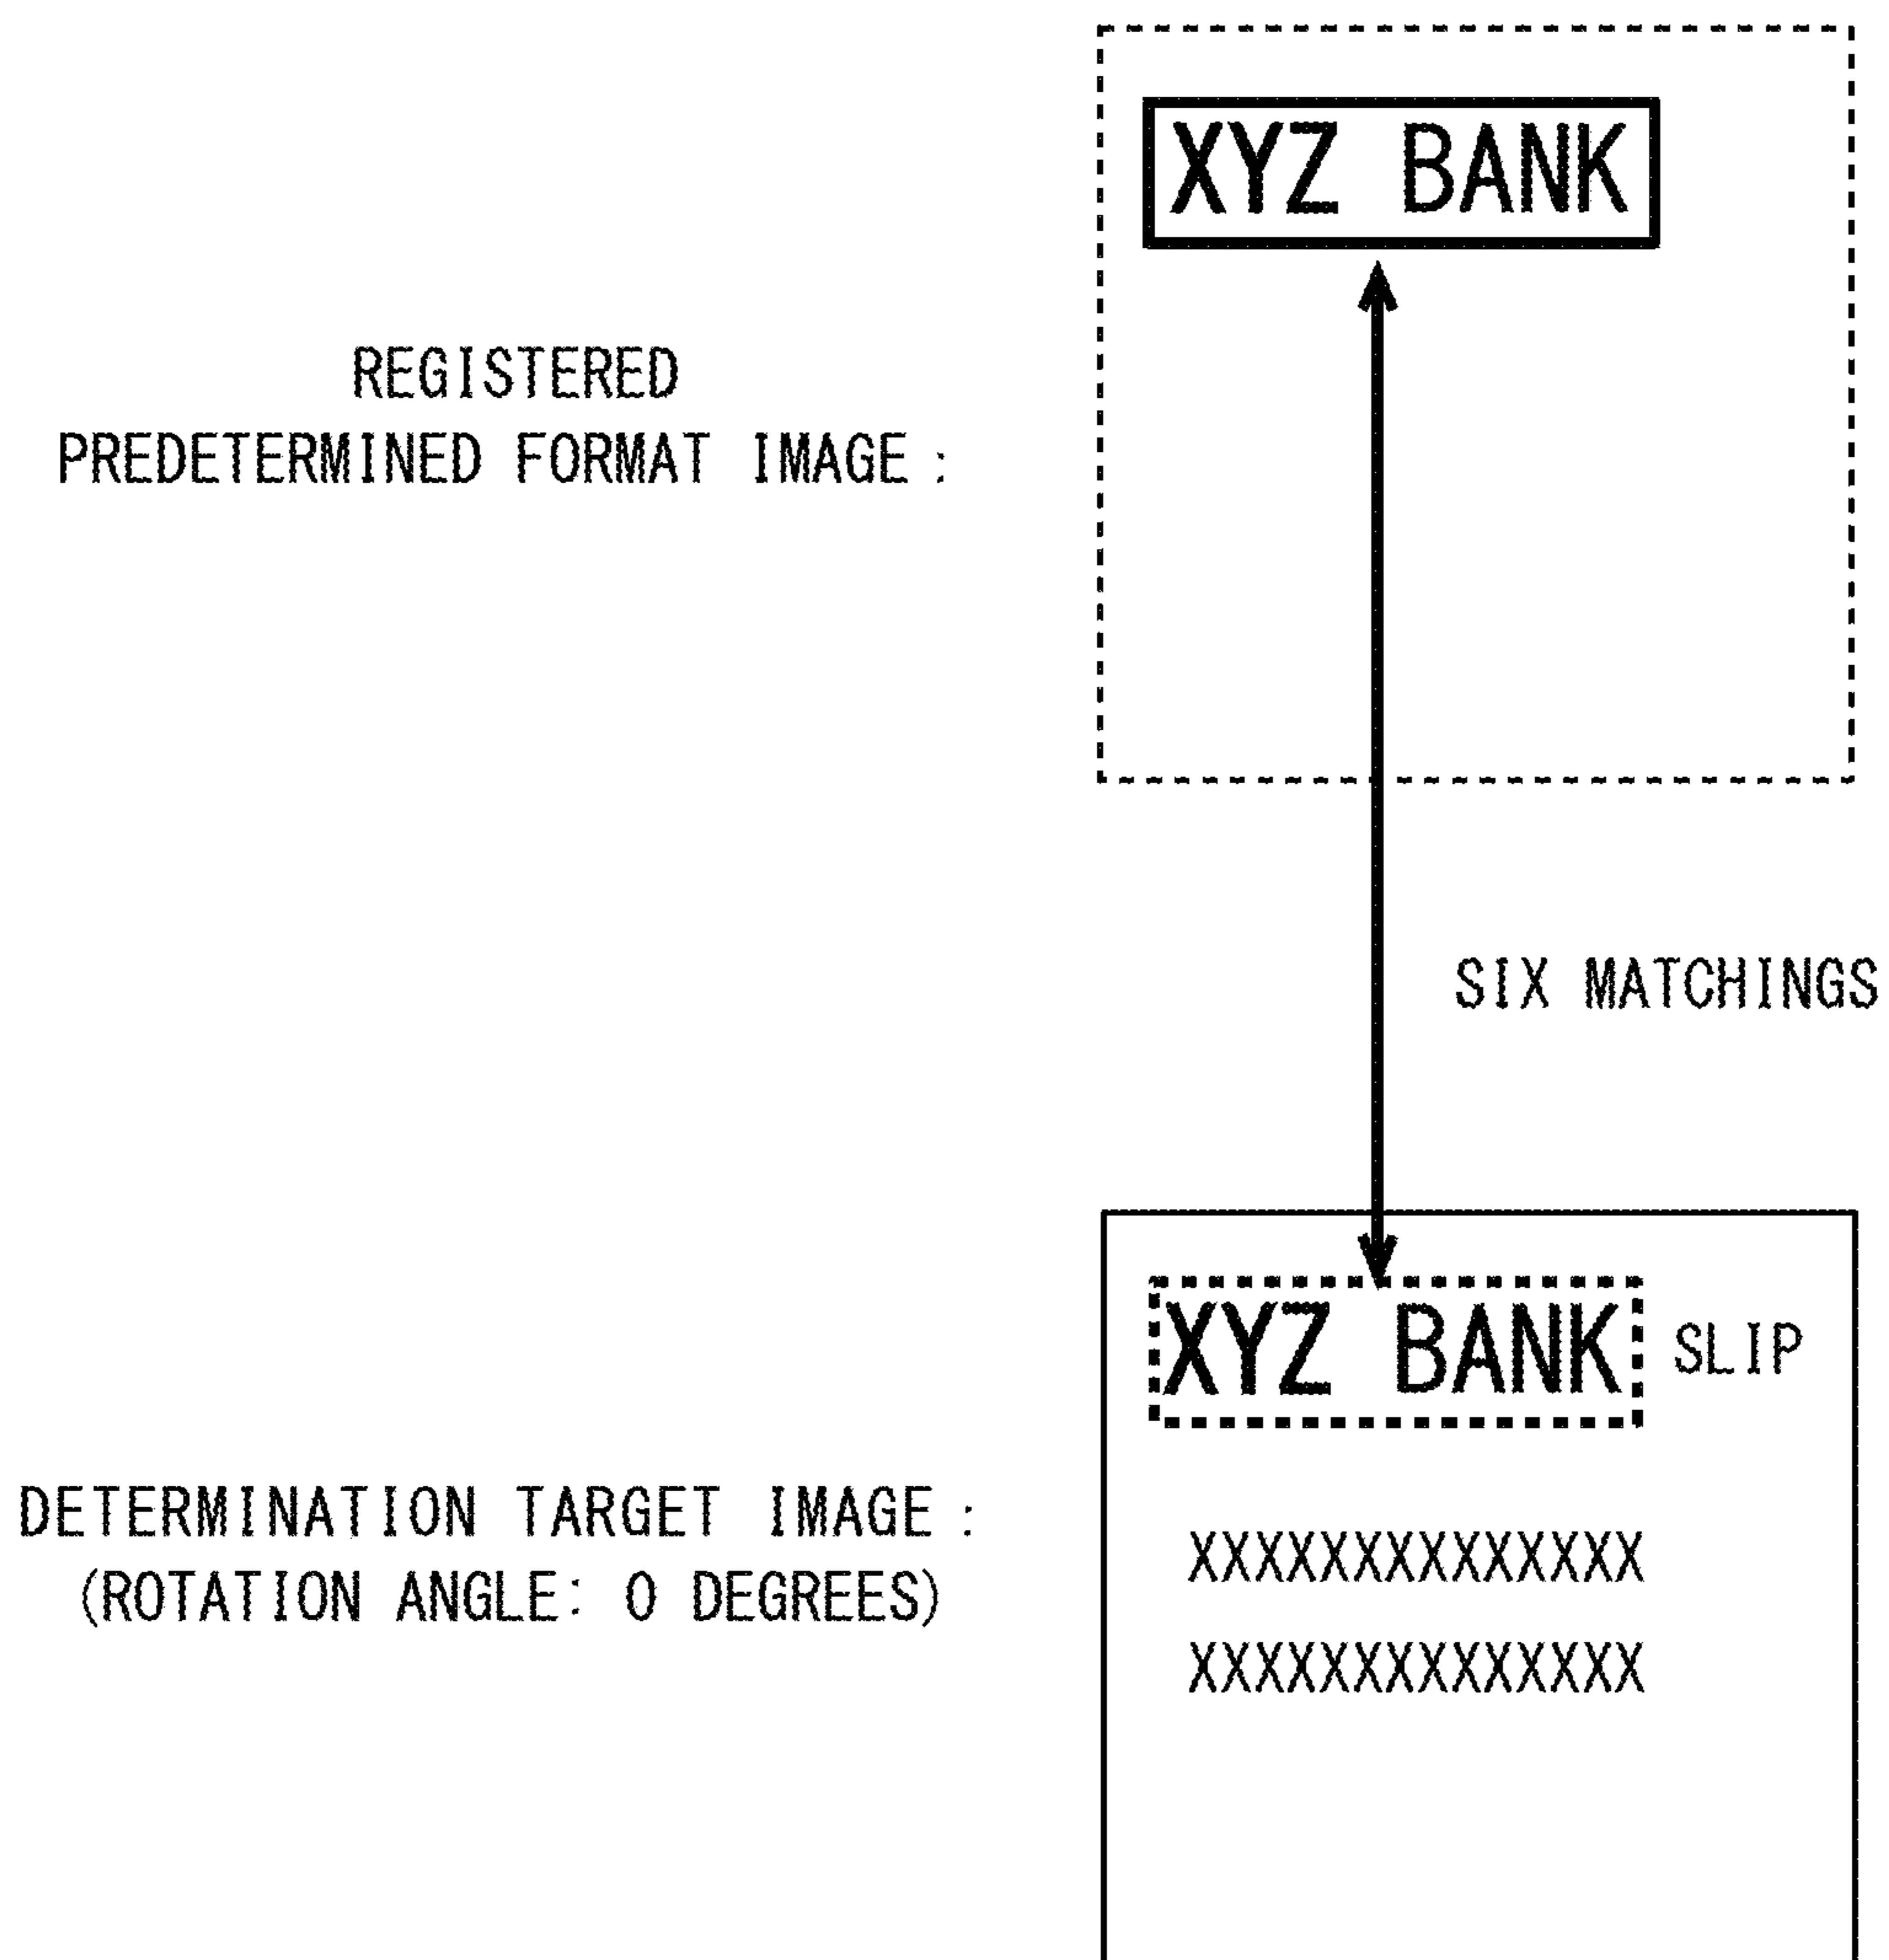 XYZ BANK
REGISTERED
PREDETERMINED FORMAT IMAGE :
SIX MATCHINGS
XYZ BANK SLIP
DETERMINATION TARGET IMAGE :
(ROTATION ANGLE: 0 DEGREES)
XXXXXXXXXXXXXX
XXXXXXXXXXXXXX